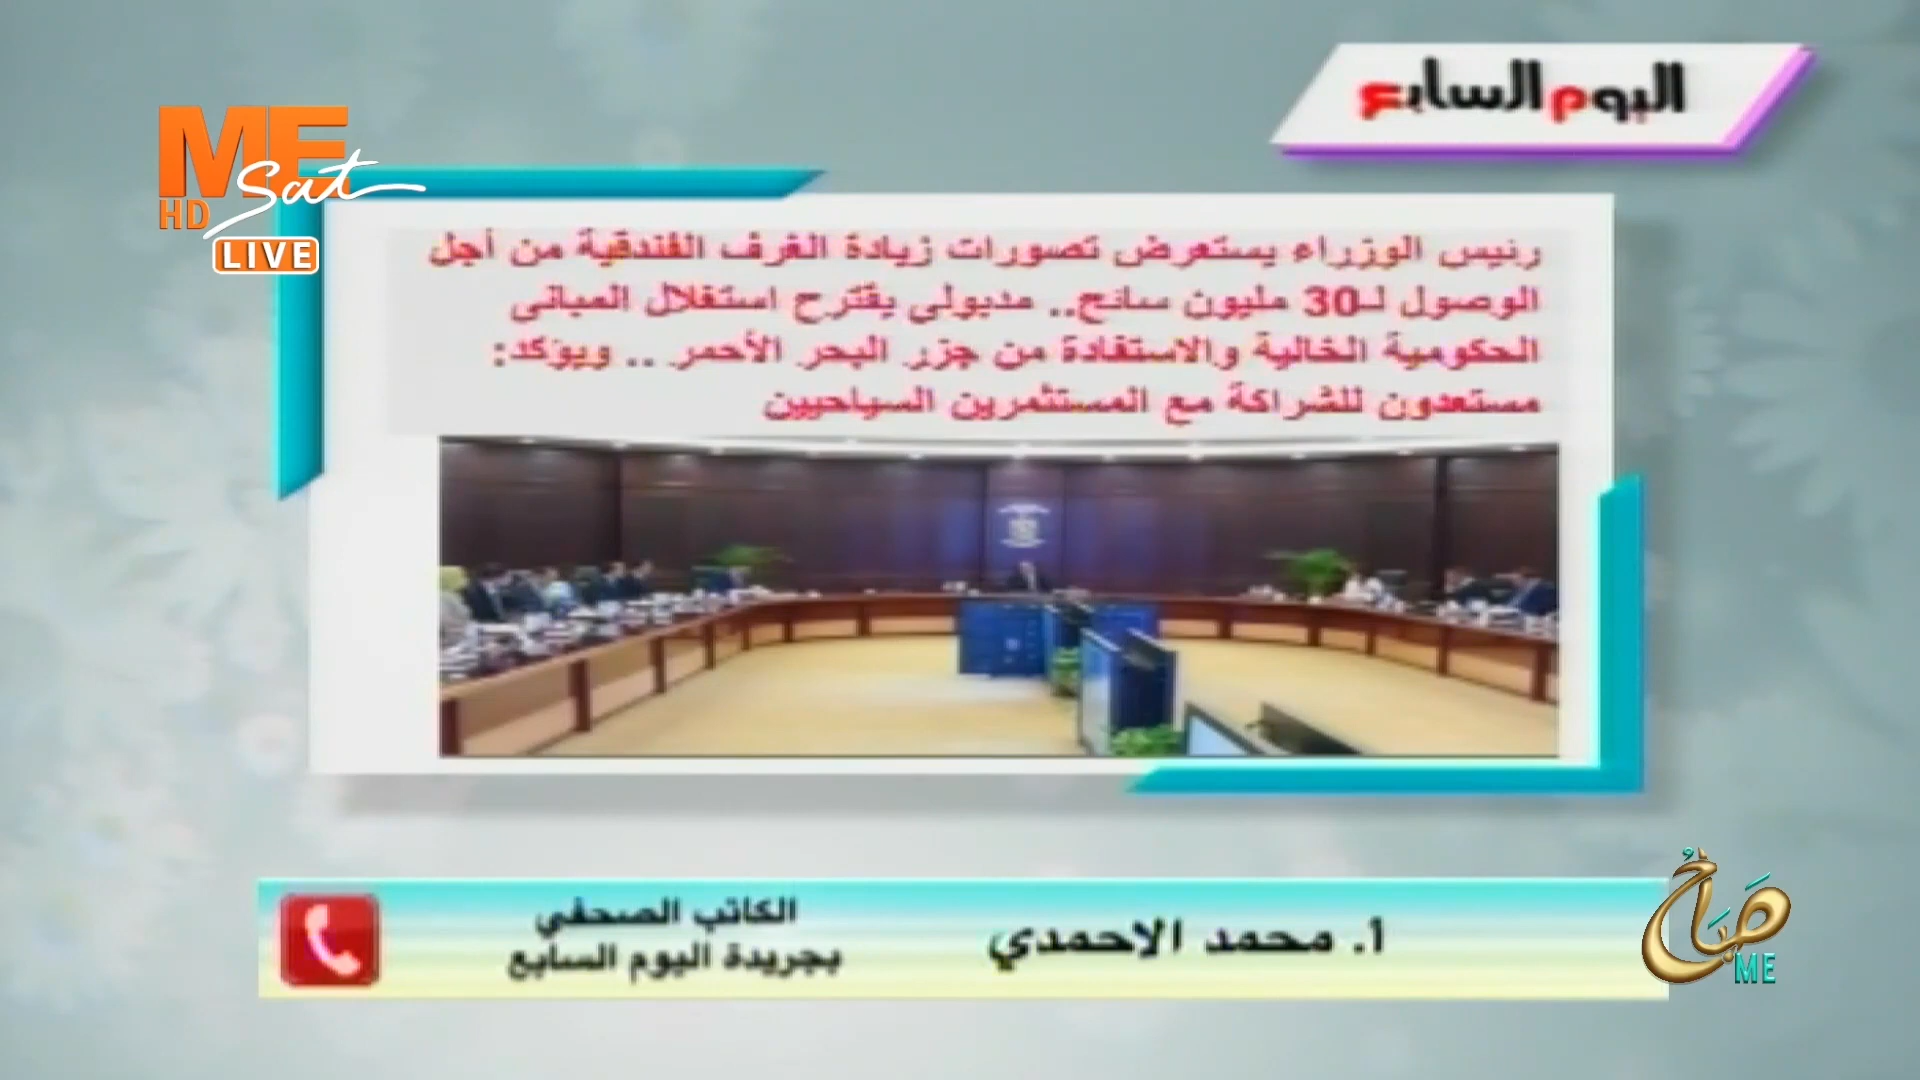 اليوم السابع
ME
Sat
HD
LIVE
رئيس الوزراء يستعرض تصورات زيادة الغرف الفندقية من أجل
الوصول لـ30 مليون سائح.. مدبولي يقترح استغلال المبانى
الحكومية الخالية والاستفادة من جزر البحر الأحمر .. ويؤكد:
مستعدون للشراكة مع المستثمرين السياحيين
أ. محمد الاحمدي
الكاتب الصحفي
بجريدة اليوم السابع
صَبَاحُ
ME